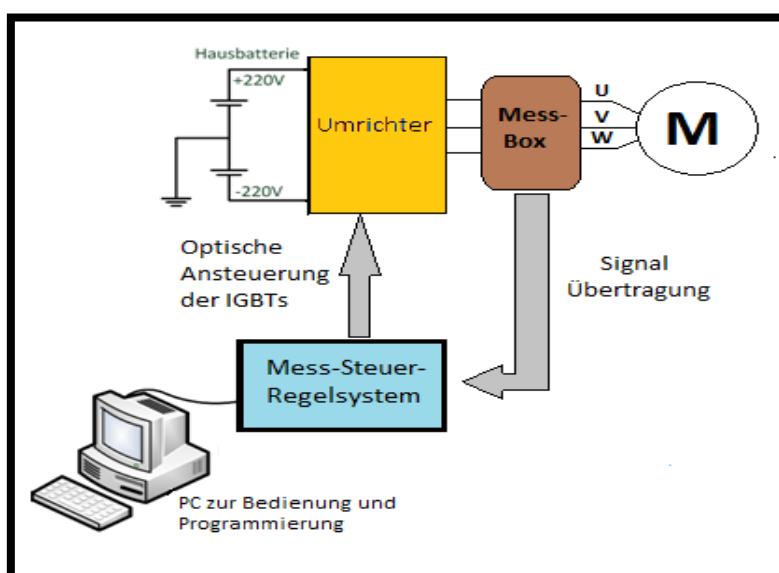 Hausbatterie
+220V
Umrichter
Mess-
Box
U
V
W
M
-220V
Optische
Ansteuerung
der IGBTs
Signal
Übertragung
Mess-Steuer-
Regelsystem
PC zur Bedienung und
Programmierung